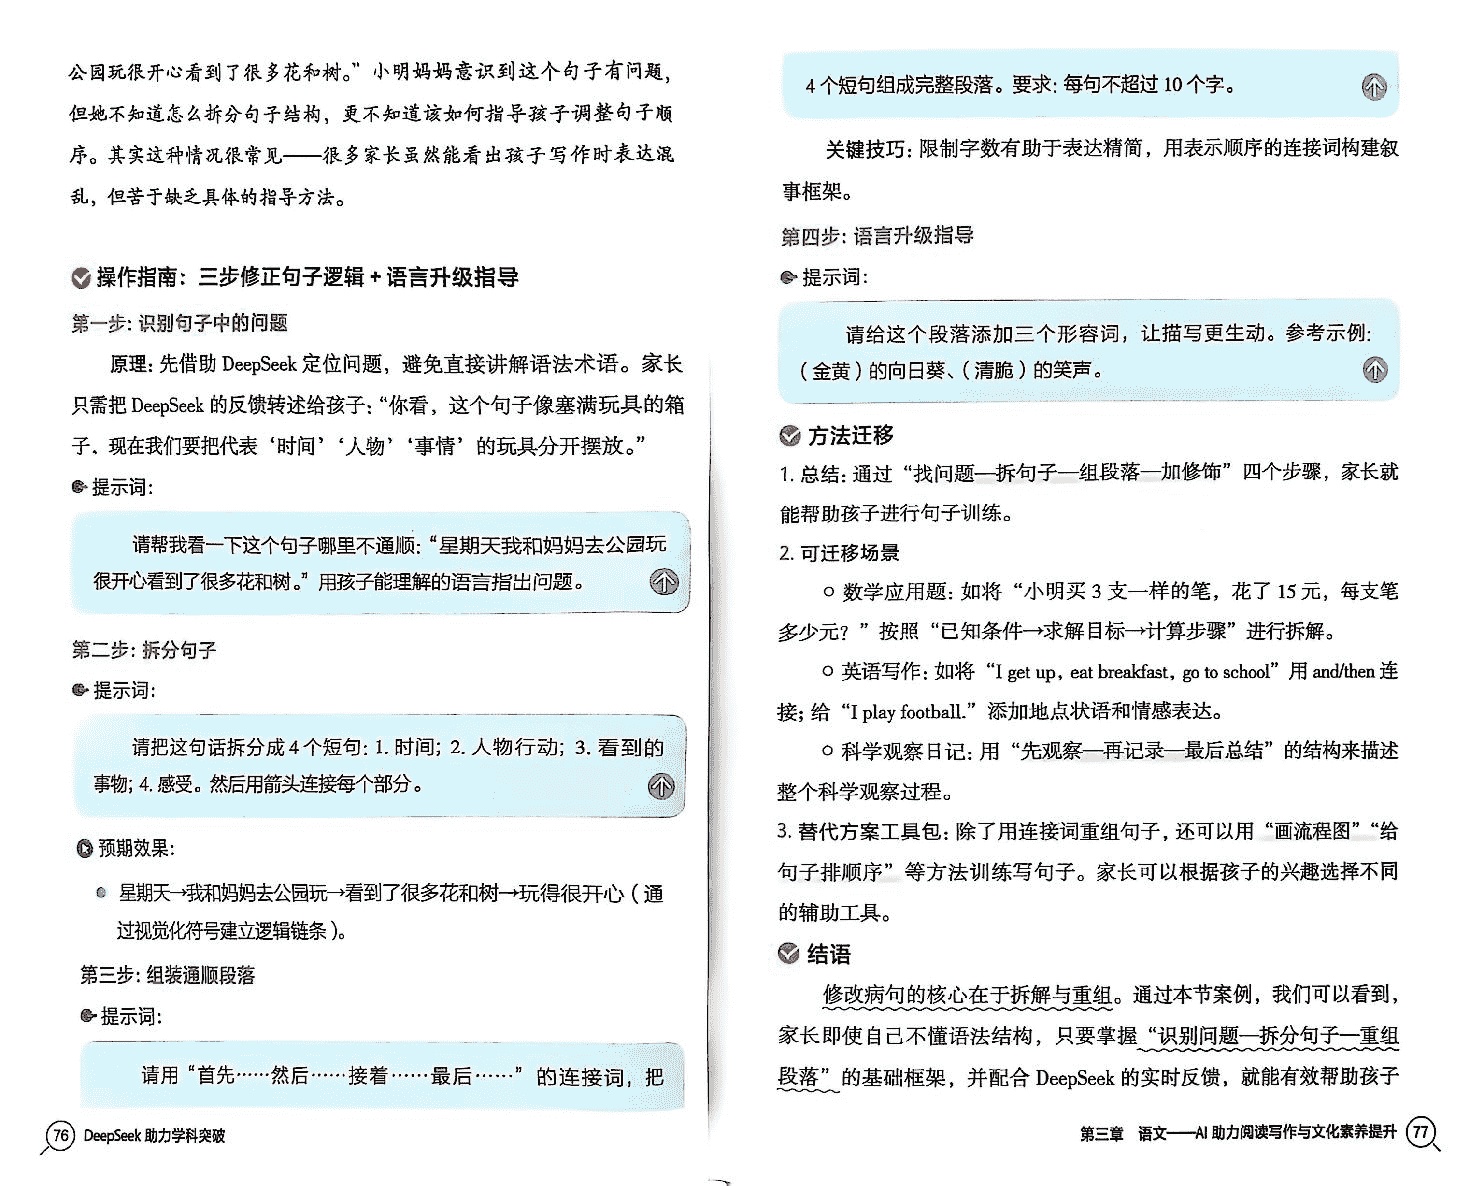 公园玩很开心看到了很多花和树。”小明妈妈意识到这个句子有问题，
但她不知道怎么拆分句子结构，更不知道该如何指导孩子调整句子顺
序。其实这种情况很常见——很多家长虽然能看出孩子写作时表达混
乱，但苦于缺乏具体的指导方法。
操作指南：三步修正句子逻辑+语言升级指导
第一步：识别句子中的问题
原理：先借助 DeepSeek 定位问题，避免直接讲解语法术语。家长
只需把 DeepSeek 的反馈转述给孩子：“你看，这个句子像塞满玩具的箱
子，现在我们要把代表‘时间’‘人物’‘事情’的玩具分开摆放。”
提示词：
请帮我看一下这个句子哪里不通顺：“星期天我和妈妈去公园玩
很开心看到了很多花和树。”用孩子能理解的语言指出问题。
第二步：拆分句子
提示词：
请把这句话拆分成 4 个短句：1. 时间；2. 人物行动；3. 看到的
事物；4. 感受。然后用箭头连接每个部分。
预期效果：
星期天→我和妈妈去公园玩→看到了很多花和树→玩得很开心（通
过视觉化符号建立逻辑链条）。
第三步：组装通顺段落
提示词：
请用“首先……然后……接着……最后……”的连接词，把
76 DeepSeek 助力学科突破
4 个短句组成完整段落。要求：每句不超过 10 个字。
关键技巧：限制字数有助于表达精简，用表示顺序的连接词构建叙
事框架。
第四步：语言升级指导
提示词：
请给这个段落添加三个形容词，让描写更生动。参考示例：
（金黄）的向日葵、（清脆）的笑声。
方法迁移
1. 总结：通过“找问题—拆句子—组段落—加修饰”四个步骤，家长就
能帮助孩子进行句子训练。
2. 可迁移场景
○ 数学应用题：如将“小明买 3 支一样的笔，花了 15 元，每支笔
多少元？”按照“已知条件→求解目标→计算步骤”进行拆解。
○ 英语写作：如将“I get up, eat breakfast, go to school”用 and/then 连
接；给“I play football.”添加地点状语和情感表达。
○ 科学观察日记：用“先观察—再记录—最后总结”的结构来描述
整个科学观察过程。
3. 替代方案工具包：除了用连接词重组句子，还可以用“画流程图”“给
句子排顺序”等方法训练写句子。家长可以根据孩子的兴趣选择不同
的辅助工具。
结语
修改病句的核心在于拆解与重组。通过本节案例，我们可以看到，
家长即使自己不懂语法结构，只要掌握“识别问题—拆分句子—重组
段落”的基础框架，并配合 DeepSeek 的实时反馈，就能有效帮助孩子
第三章 语文——AI 助力阅读写作与文化素养提升 77